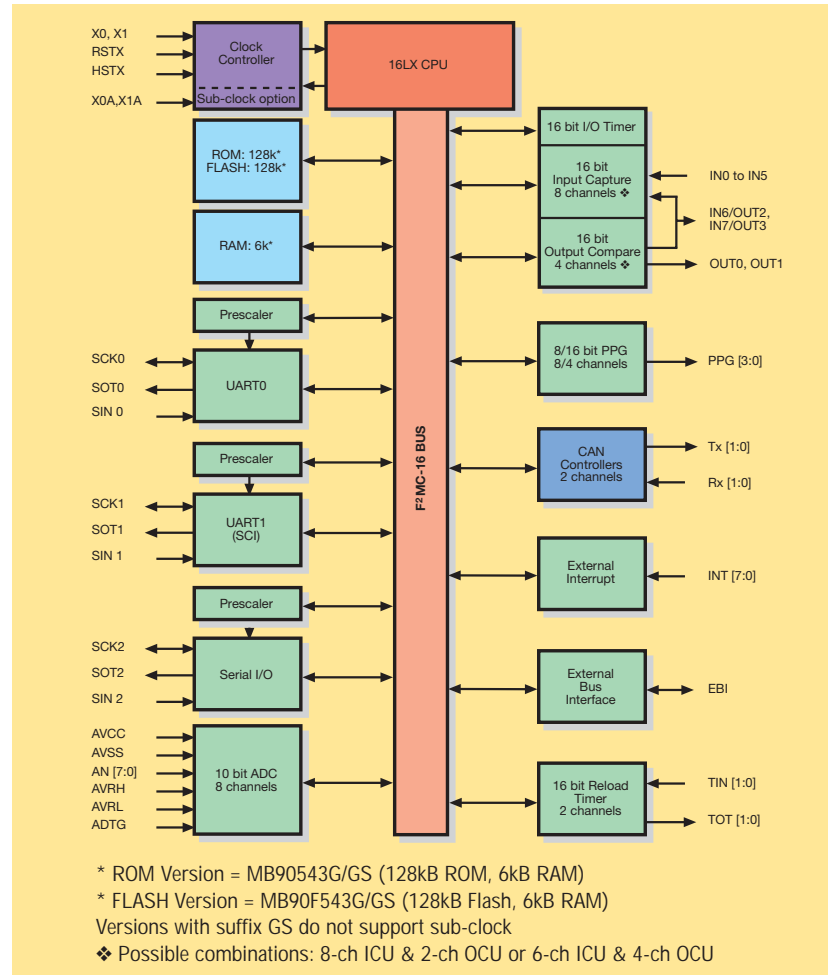 X0, X1
RSTX
HSTX
X0A,X1A
Clock
Controller
Sub-clock option
16LX CPU
ROM: 128k*
FLASH: 128k*
RAM: 6k*
Prescaler
SCK0
SOT0
SIN 0
UART0
Prescaler
SCK1
SOT1
SIN 1
UART1
(SCI)
Prescaler
SCK2
SOT2
SIN 2
Serial I/O
AVCC
AVSS
AN [7:0]
AVRH
AVRL
ADTG
10 bit ADC
8 channels
F²MC-16 BUS
16 bit I/O Timer
16 bit
Input Capture
8 channels ❖
16 bit
Output Compare
4 channels ❖
IN0 to IN5
IN6/OUT2,
IN7/OUT3
OUT0, OUT1
8/16 bit PPG
8/4 channels
PPG [3:0]
CAN
Controllers
2 channels
Tx [1:0]
Rx [1:0]
External
Interrupt
INT [7:0]
External
Bus
Interface
EBI
16 bit Reload
Timer
2 channels
TIN [1:0]
TOT [1:0]
* ROM Version = MB90543G/GS (128kB ROM, 6kB RAM)
* FLASH Version = MB90F543G/GS (128kB Flash, 6kB RAM)
Versions with suffix GS do not support sub-clock
❖ Possible combinations: 8-ch ICU & 2-ch OCU or 6-ch ICU & 4-ch OCU